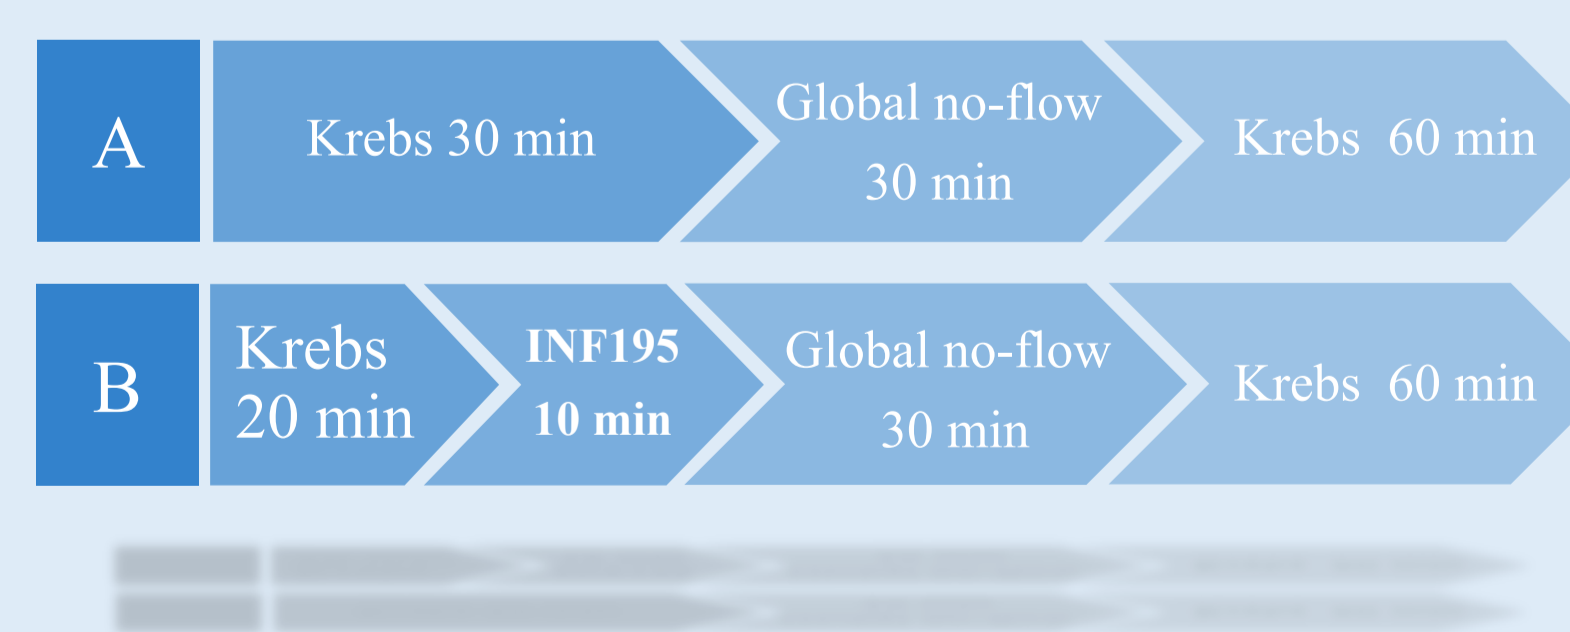 A
Krebs 30 min
Global no-flow
30 min
Krebs 60 min
B
Krebs
20 min
INF195
10 min
Global no-flow
30 min
Krebs 60 min